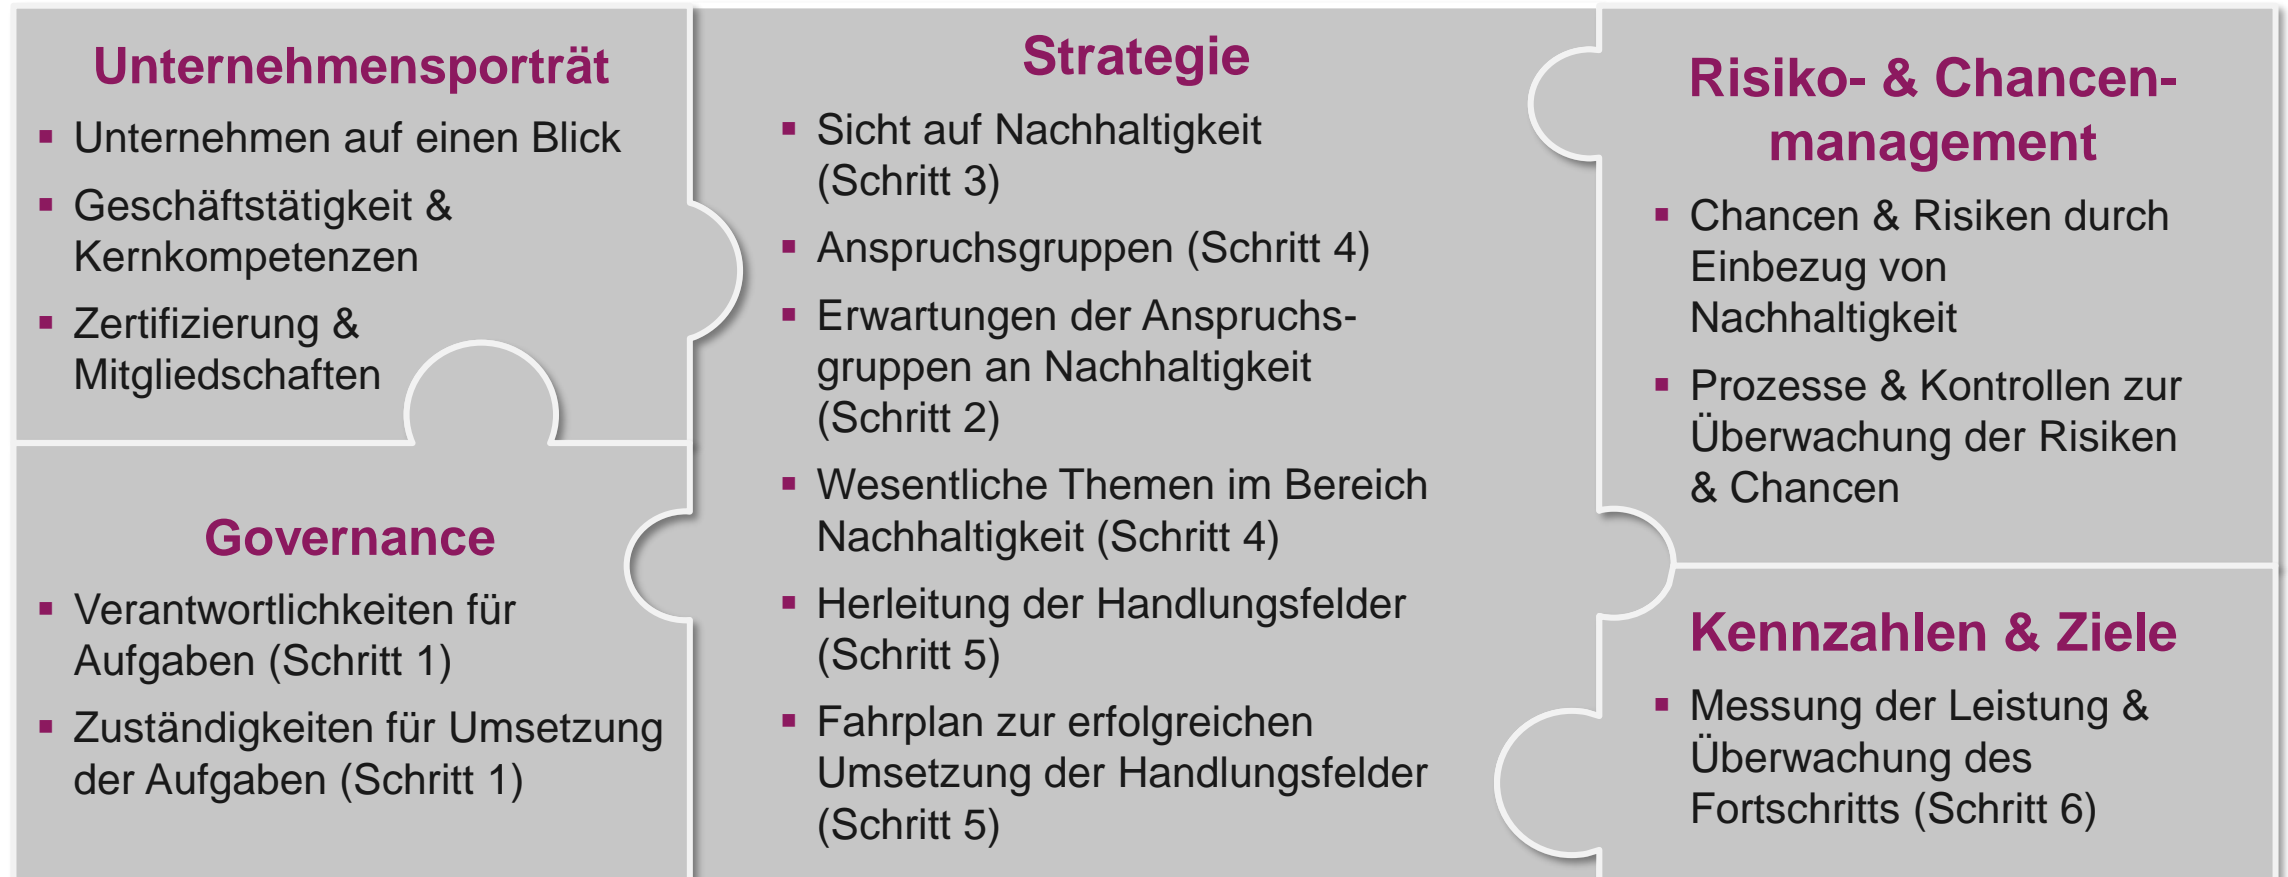 Unternehmensporträt
▪ Unternehmen auf einen Blick
▪ Geschäftstätigkeit &
Kernkompetenzen
▪ Zertifizierung &
Mitgliedschaften
Governance
▪ Verantwortlichkeiten für
Aufgaben (Schritt 1)
▪ Zuständigkeiten für Umsetzung
der Aufgaben (Schritt 1)
Strategie
▪ Sicht auf Nachhaltigkeit
(Schritt 3)
▪ Anspruchsgruppen (Schritt 4)
▪ Erwartungen der Anspruchs-
gruppen an Nachhaltigkeit
(Schritt 2)
▪ Wesentliche Themen im Bereich
Nachhaltigkeit (Schritt 4)
▪ Herleitung der Handlungsfelder
(Schritt 5)
▪ Fahrplan zur erfolgreichen
Umsetzung der Handlungsfelder
(Schritt 5)
Risiko- & Chancen-
management
▪ Chancen & Risiken durch
Einbezug von
Nachhaltigkeit
▪ Prozesse & Kontrollen zur
Überwachung der Risiken
& Chancen
Kennzahlen & Ziele
▪ Messung der Leistung &
Überwachung des
Fortschritts (Schritt 6)